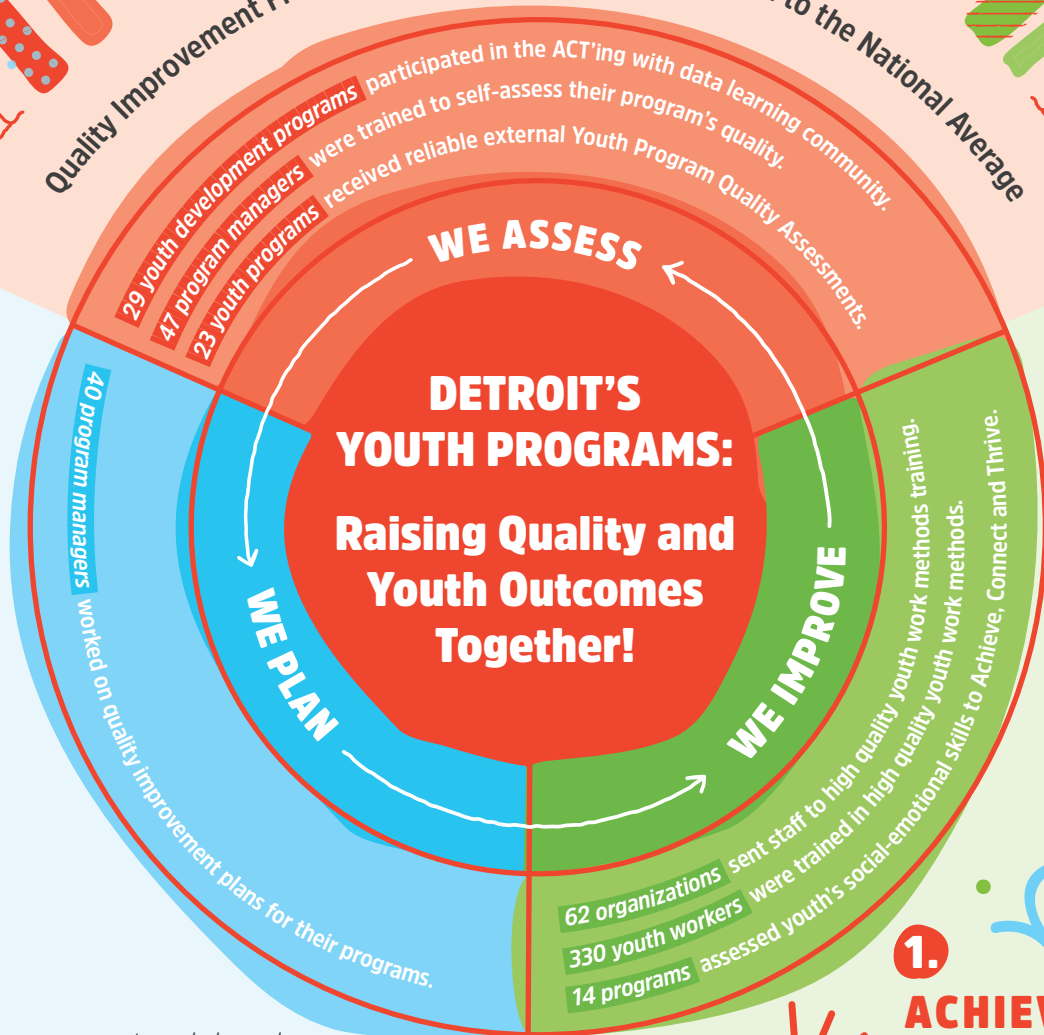 Quality Improvement
to the National Average
29 youth development programs participated in the ACT'ing with data learning community.
47 program managers were trained to self-assess their program's quality.
23 youth programs received reliable external Youth Program Quality Assessments.
WE ASSESS
DETROIT'S
YOUTH PROGRAMS:
Raising Quality and
Youth Outcomes
Together!
40 program managers worked on quality improvement plans for their programs.
WE PLAN
WE IMPROVE
62 organizations sent staff to high quality youth work methods training.
330 youth workers were trained in high quality youth work methods.
14 programs assessed youth's social-emotional skills to Achieve, Connect and Thrive.
1.